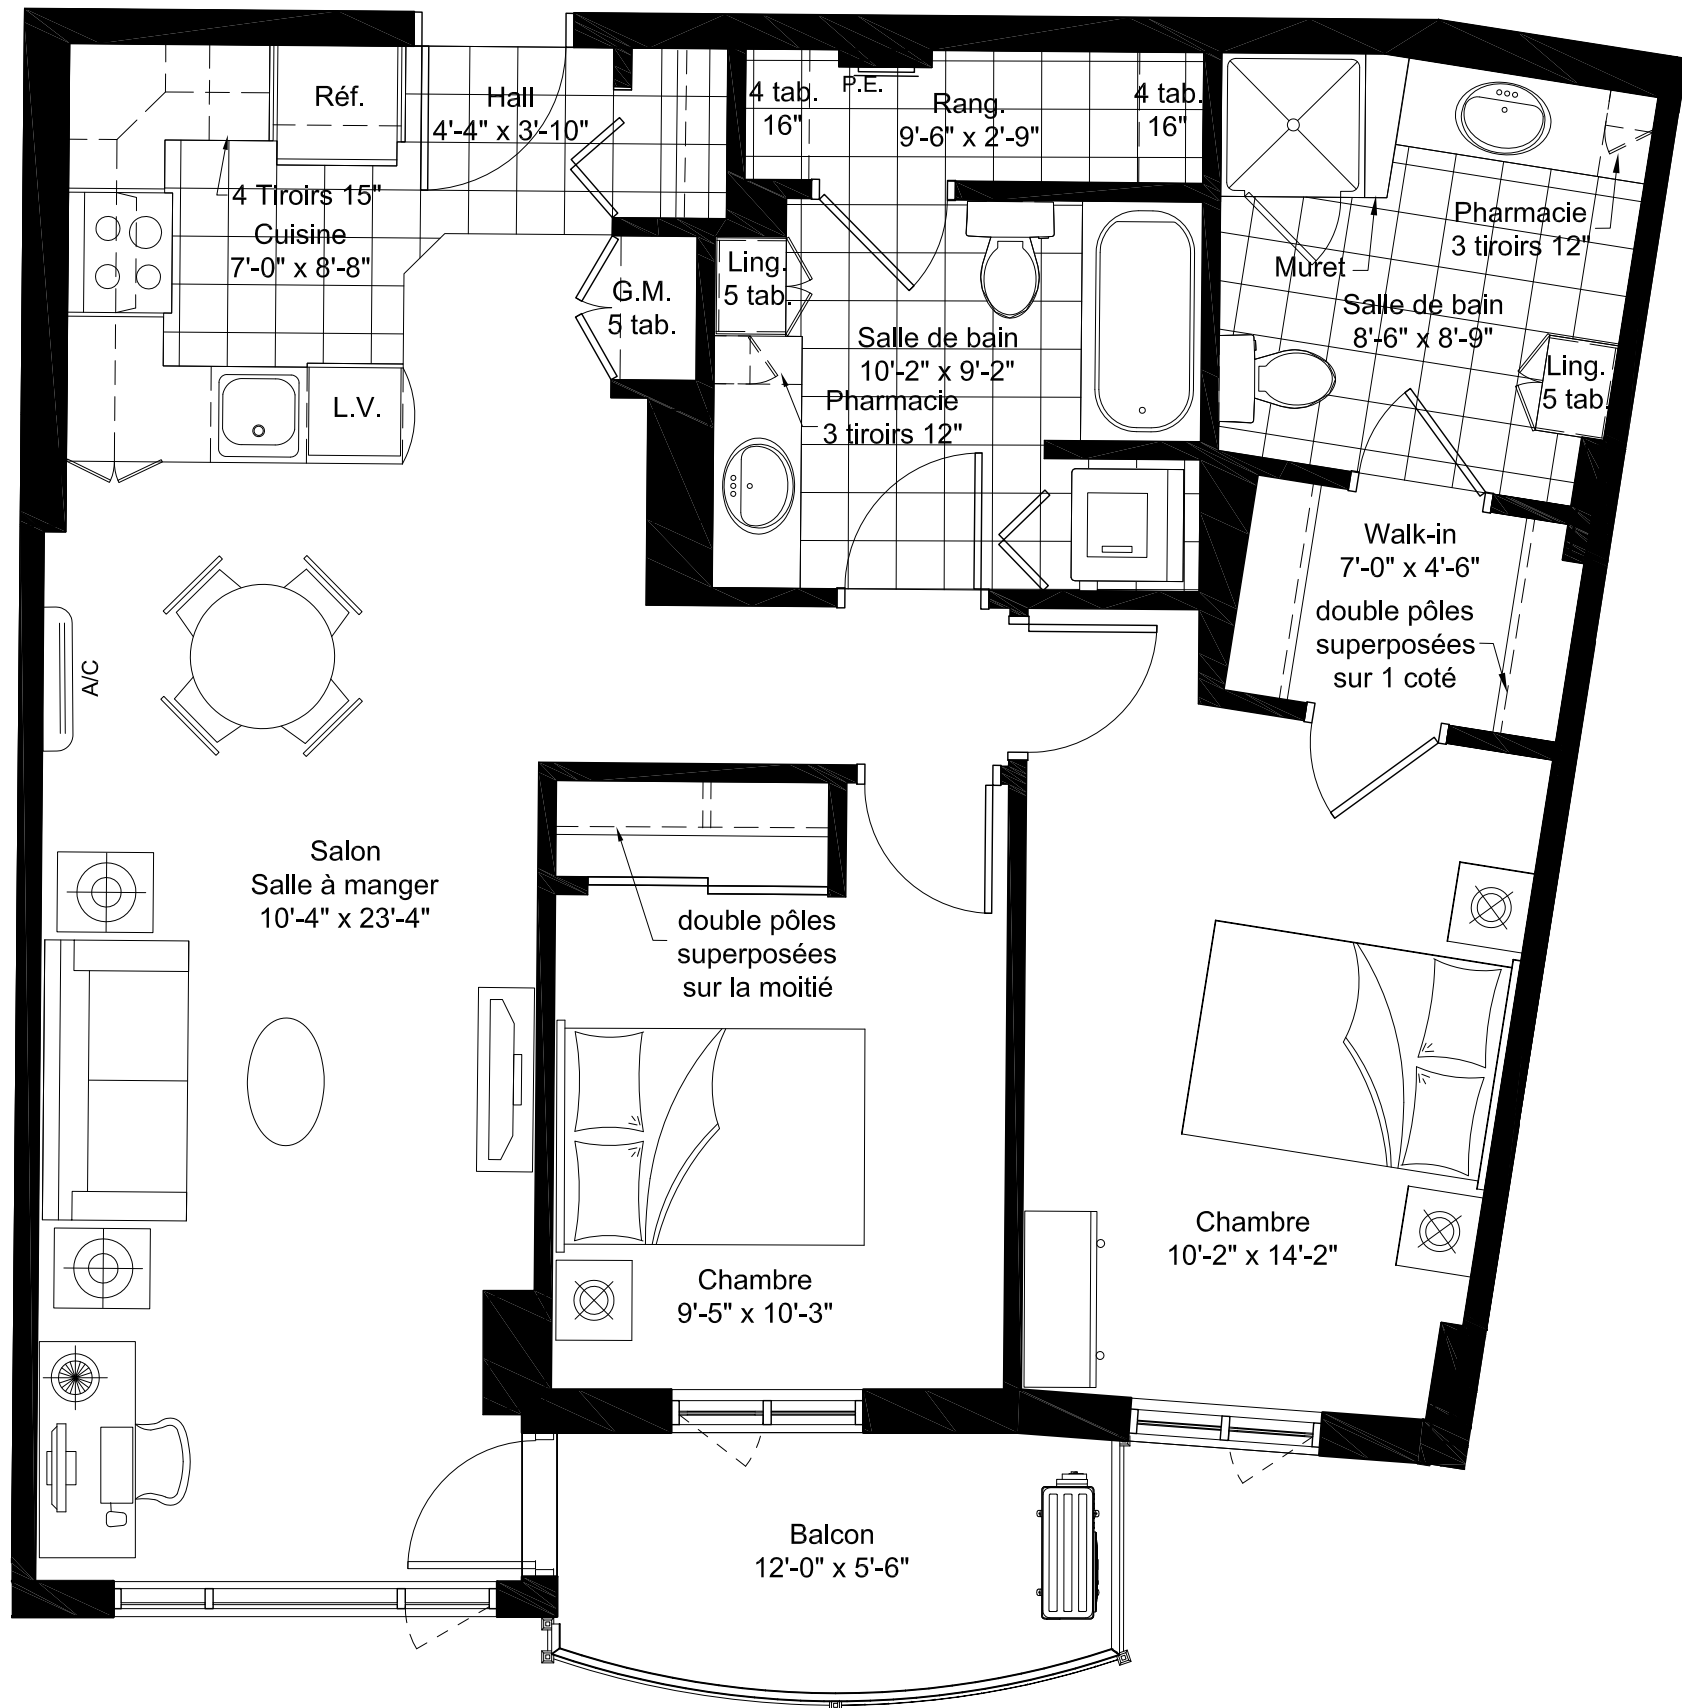 Réf.
Hall
4'-4" x 3'-10"
4 tab.
16"
P.E.
Rang.
9'-6" x 2'-9"
4 tab.
16"
4 Tiroirs 15"
Cuisine
7'-0" x 8'-8"
Pharmacie
3 tiroirs 12"
Muret
Ling.
5 tab.
G.M.
5 tab.
Salle de bain
10'-2" x 9'-2"
Salle de bain
8'-6" x 8'-9"
Ling.
5 tab.
L.V.
Pharmacie
3 tiroirs 12"
Walk-in
7'-0" x 4'-6"
double pôles
superposées
sur 1 coté
A/C
Salon
Salle à manger
10'-4" x 23'-4"
double pôles
superposées
sur la moitié
Chambre
10'-2" x 14'-2"
Chambre
9'-5" x 10'-3"
Balcon
12'-0" x 5'-6"